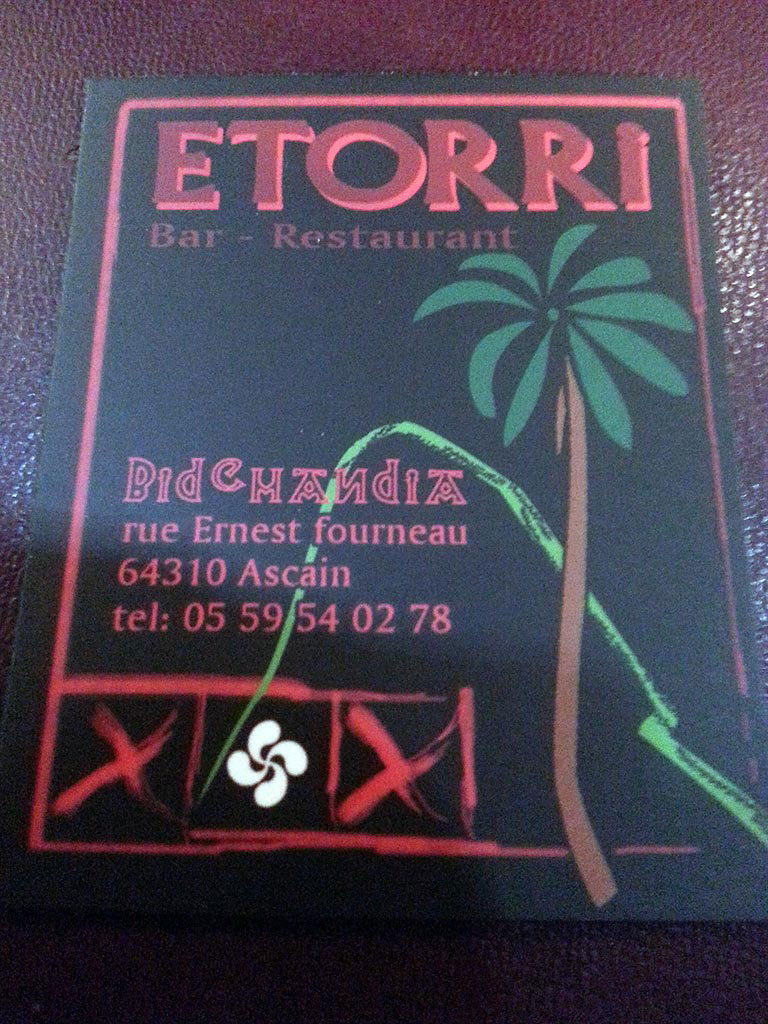 ETORRi
Bar - Restaurant
BidCHANdiA
rue Ernest fourneau
64310 Ascain
tel: 05 59 54 02 78